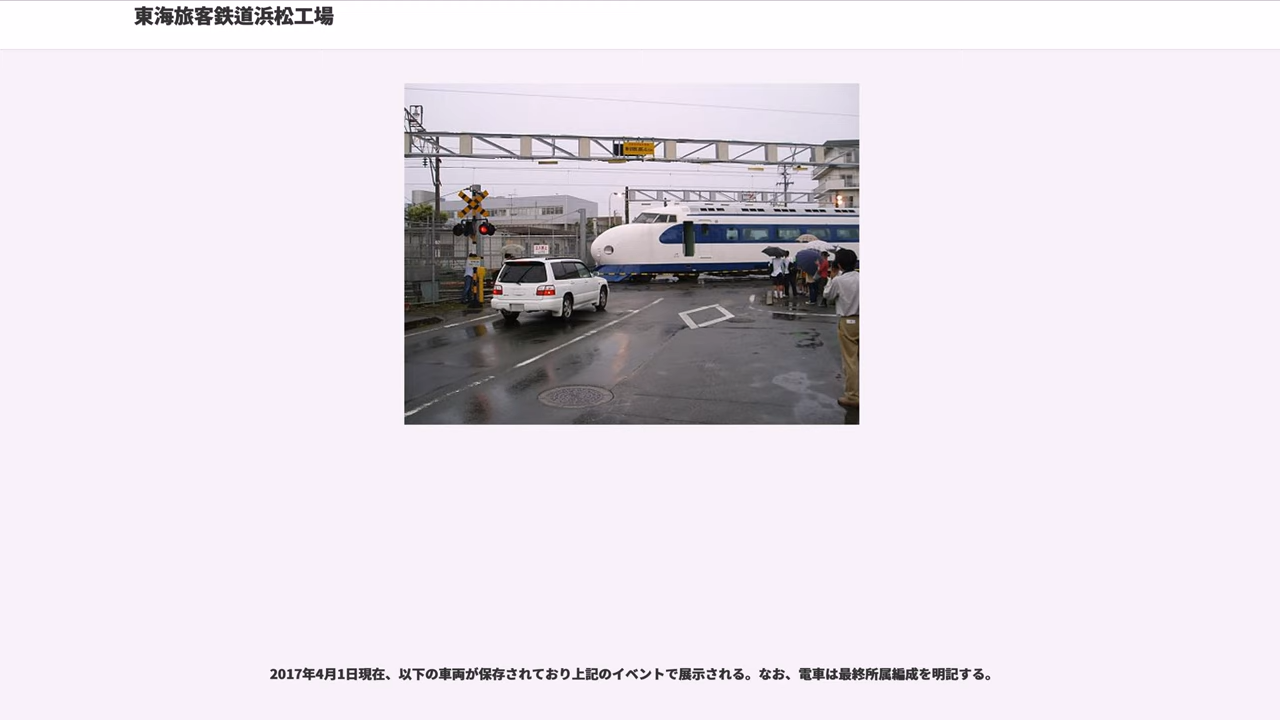 東海旅客鉄道浜松工場
2017年4月1日現在、以下の車両が保存されており上記のイベントで展示される。なお、電車は最終所属編成を明記する。